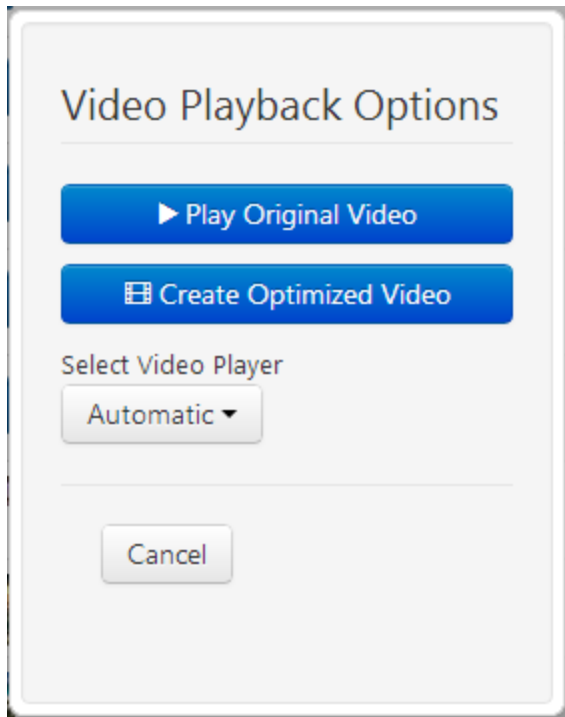 Video Playback Options
Play Original Video
Create Optimized Video
Select Video Player
Automatic
Cancel